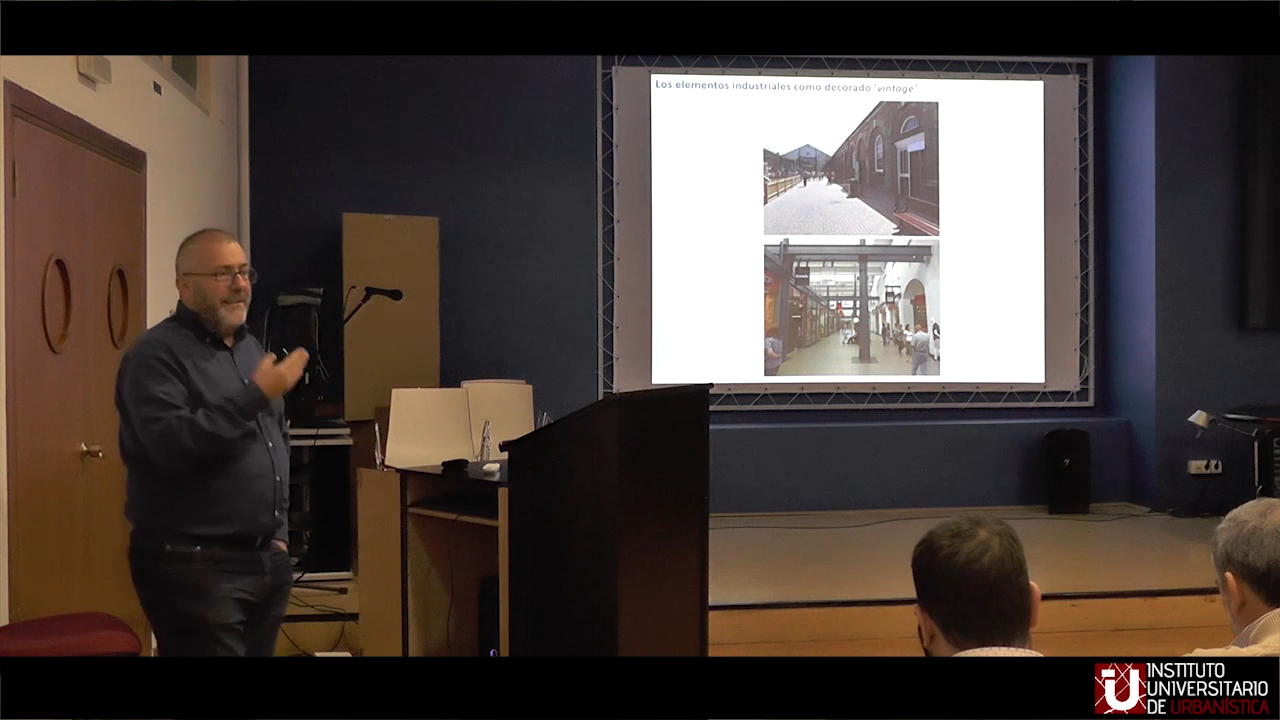 Los elementos industriales como decorado 'vintage'
INSTITUTO
UNIVERSITARIO
DE URBANÍSTICA